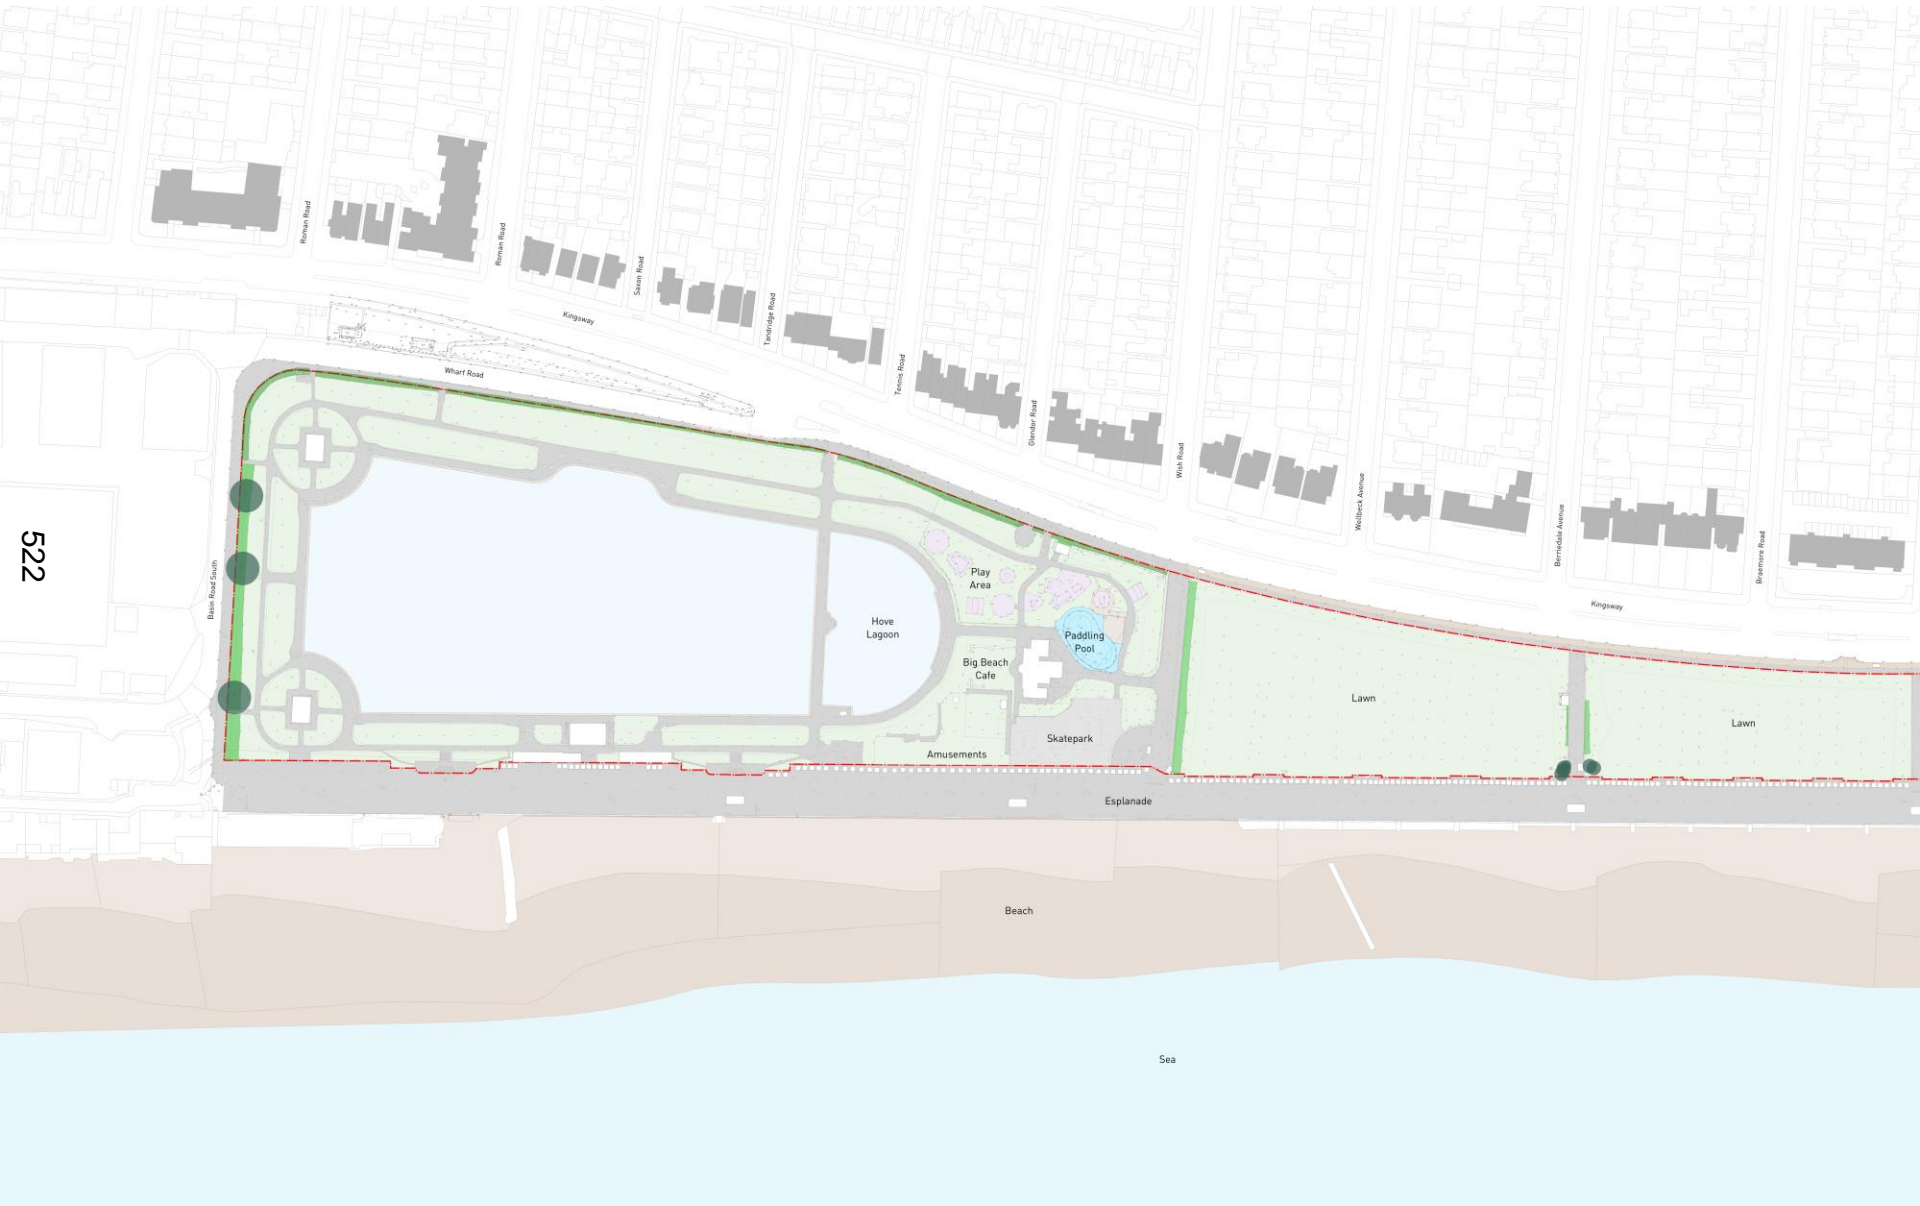 Roman Road
Roman Road
Saxon Road
Kingsway
Tandridge Road
Wharf Road
Tennis Road
Glendor Road
Wish Road
Wellbeck Avenue
Berriedale Avenue
Braemore Road
Kingsway
522
Basin Road South
Play
Area
Hove
Lagoon
Paddling
Pool
Big Beach
Cafe
Lawn
Lawn
Skatepark
Amusements
Esplanade
Beach
Sea